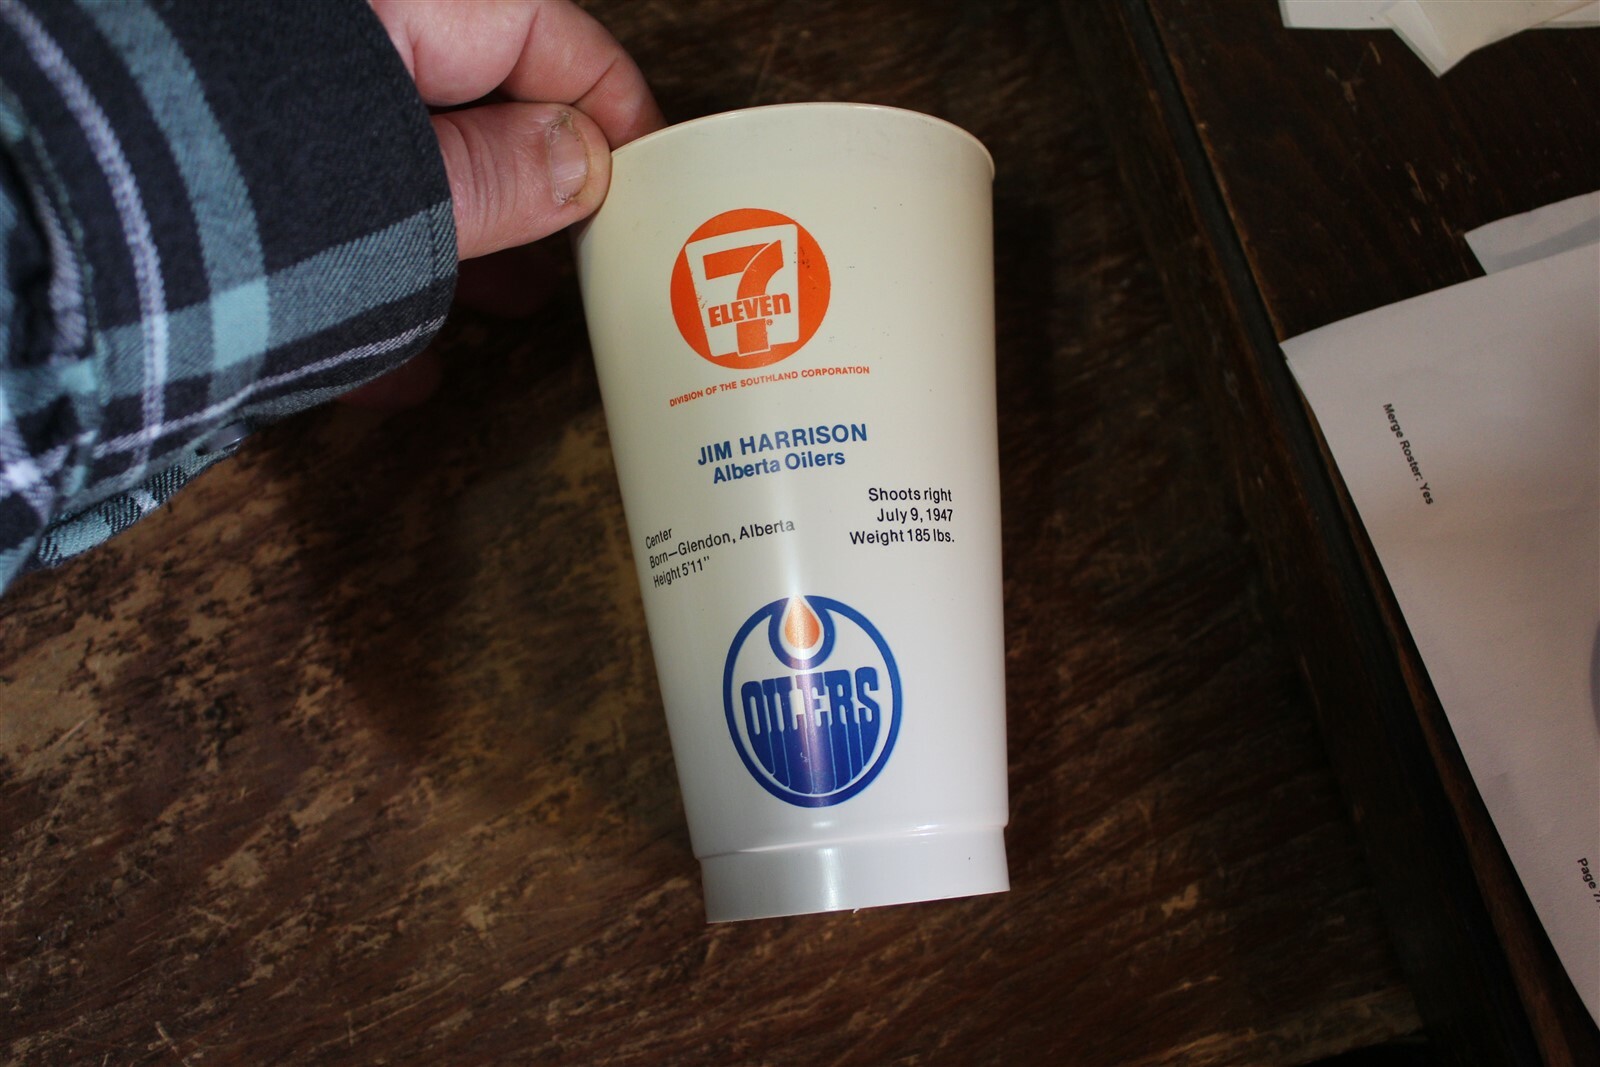 7
ELEVEn
®
DIVISION OF THE SOUTHLAND CORPORATION
JIM HARRISON
Alberta Oilers
Center
Born—Glendon, Alberta
Height 5'11"
Shoots right
July 9, 1947
Weight 185 lbs.
OILERS
Merge Roster: Yes
Page